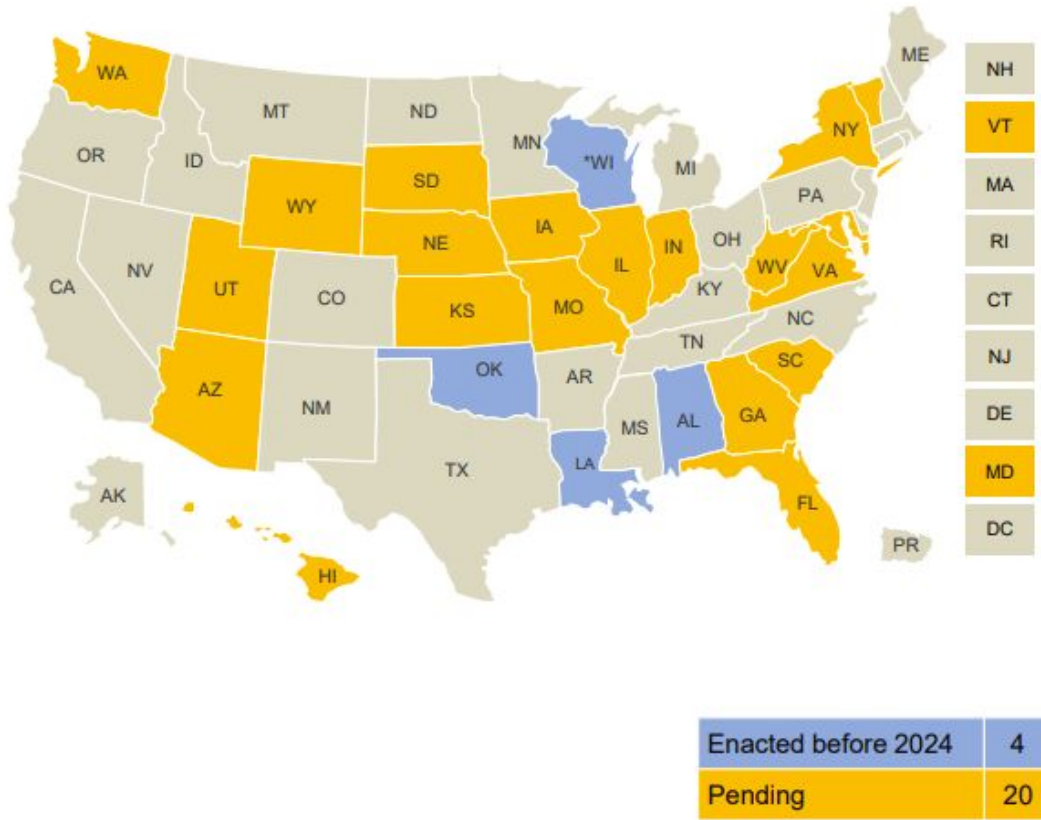 ME
WA
NH
MT
ND
VT
MN
OR
NY
ID
*WI
MI
SD
MA
WY
PA
IA
RI
NE
OH
IL
IN
NV
WV
VA
CA
UT
CO
KY
CT
KS
MO
NC
TN
NJ
SC
OK
AR
AZ
NM
DE
MS
AL
GA
LA
TX
MD
AK
FL
DC
PR
HI
Enacted before 2024 4
Pending 20